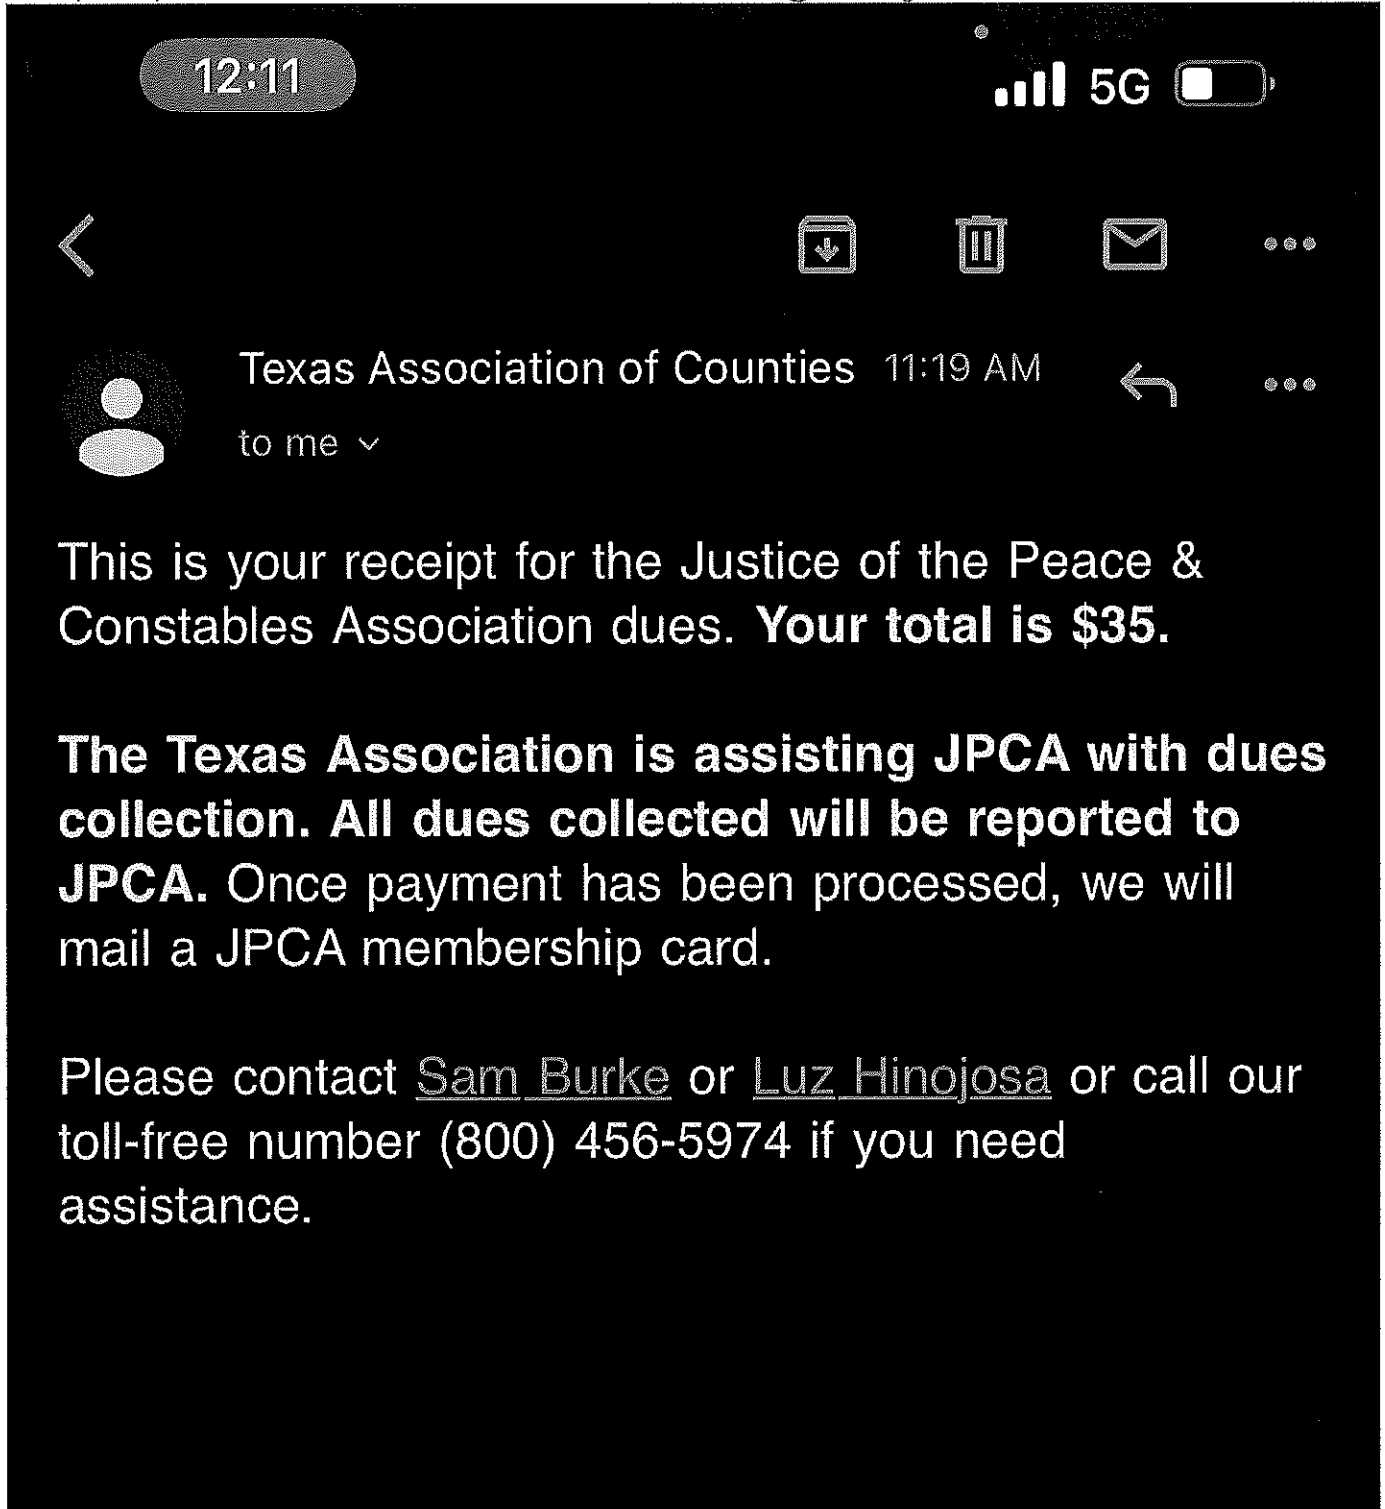 12:11
5G
Texas Association of Counties 11:19 AM
to me
This is your receipt for the Justice of the Peace &
Constables Association dues. Your total is $35.
The Texas Association is assisting JPCA with dues
collection. All dues collected will be reported to
JPCA. Once payment has been processed, we will
mail a JPCA membership card.
Please contact Sam Burke or Luz Hinojosa or call our
toll-free number (800) 456-5974 if you need
assistance.